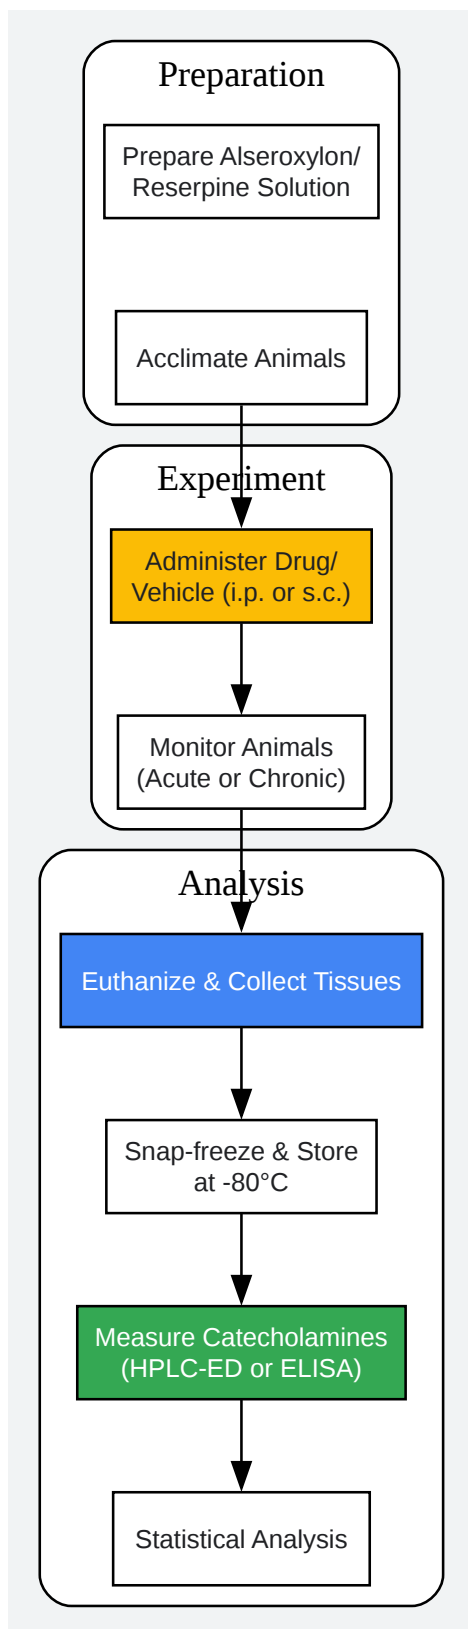 Preparation
Prepare Alseroxylon/
Reserpine Solution
Acclimate Animals
Experiment
Administer Drug/
Vehicle (i.p. or s.c.)
Monitor Animals
(Acute or Chronic)
Analysis
Euthanize & Collect Tissues
Snap-freeze & Store
at -80°C
Measure Catecholamines
(HPLC-ED or ELISA)
Statistical Analysis